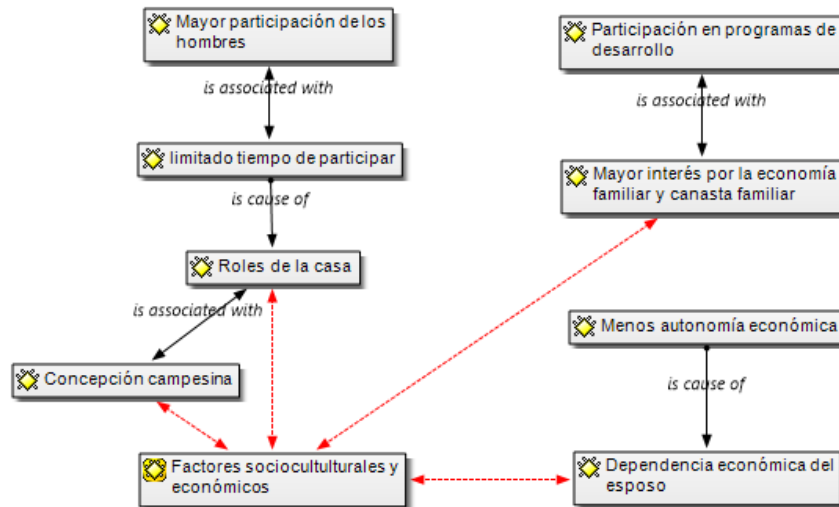 Mayor participación de los
hombres
is associated with
limitado tiempo de participar
is cause of
Roles de la casa
is associated with
Concepción campesina
Factores socioculturales y
económicos
Participación en programas de
desarrollo
is associated with
Mayor interés por la economía
familiar y canasta familiar
Menos autonomía económica
is cause of
Dependencia económica del
esposo